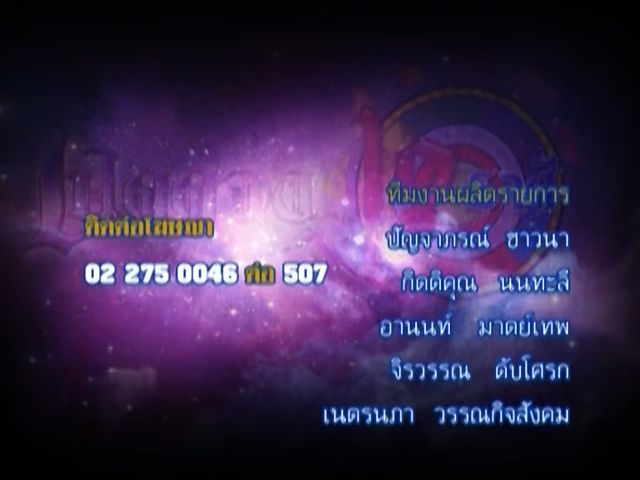 ติดต่อโฆษณา
02 275 0046 ต่อ 507
ทีมงานผลิตรายการ
ปัญจาภรณ์ ฮาวนา
กิตติคุณ นนทะลี
อานนท์ มาตย์เทพ
จิรวรรณ ดับโศรก
เนตรนภา วรรณกิจสังคม